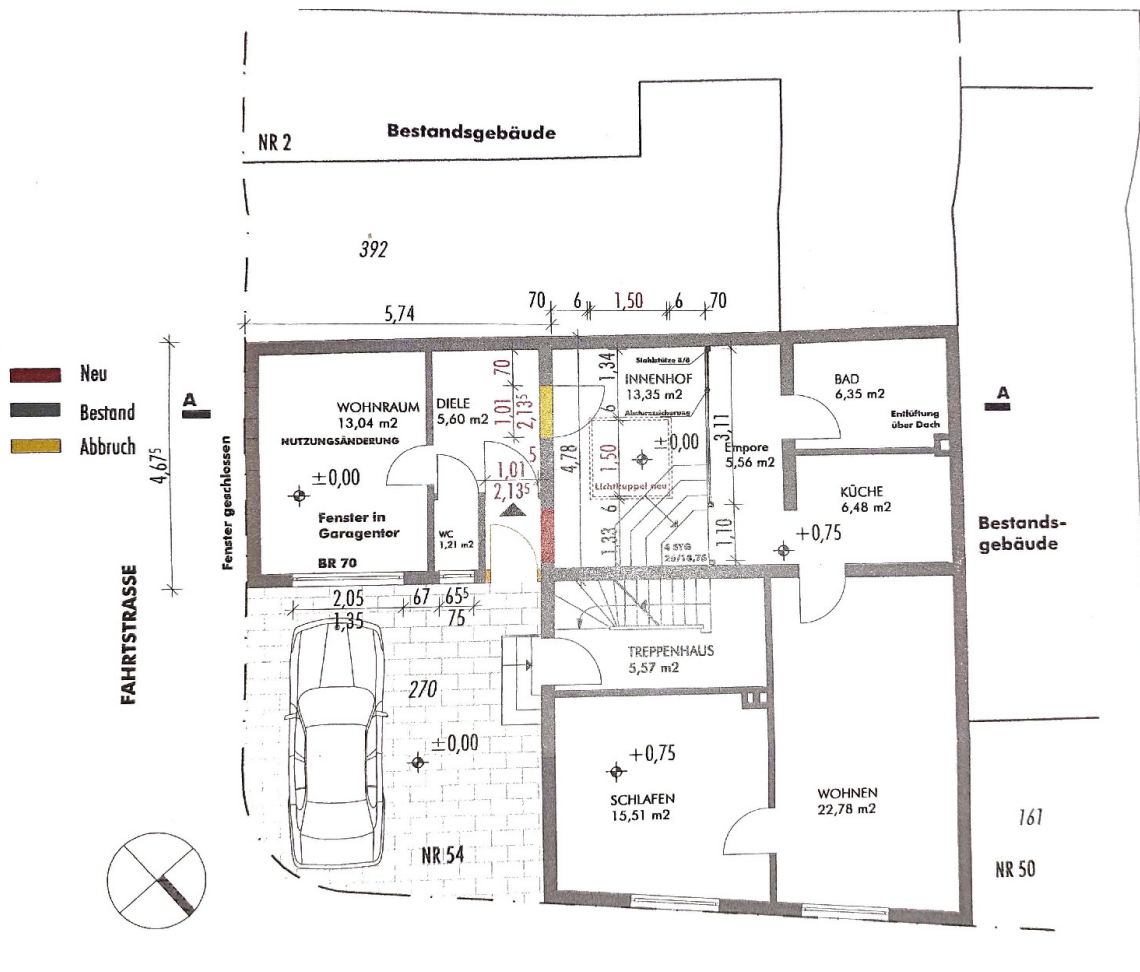 NR 2
Bestandsgebäude
392
5,74
70
6
1,50
6
70
Neu
Bestand
Abbruch
A
4,67⁵
FAHRTSTRASSE
Fenster geschlossen
WOHNRAUM
13,04 m2
NUTZUNGSÄNDERUNG
±0,00
Fenster in
Garagentor
BR 70
DIELE
5,60 m2
WC
1,21 m2
70
1,01
2,13⁵
5
1,01
2,13⁵
4,78
1,34
6
1,50
6
1,33
Stahlstütze 8/8
INNENHOF
13,35 m2
Absturzsicherung
±0,00
Lichtkuppel neu
4 STG
3,11
1,10
Empore
5,56 m2
BAD
6,35 m2
Entlüftung
über Dach
KÜCHE
6,48 m2
+0,75
A
Bestands-
gebäude
2,05
1,35
67
65⁵
75
270
±0,00
NR 54
TREPPENHAUS
5,57 m2
+0,75
SCHLAFEN
15,51 m2
WOHNEN
22,78 m2
161
NR 50